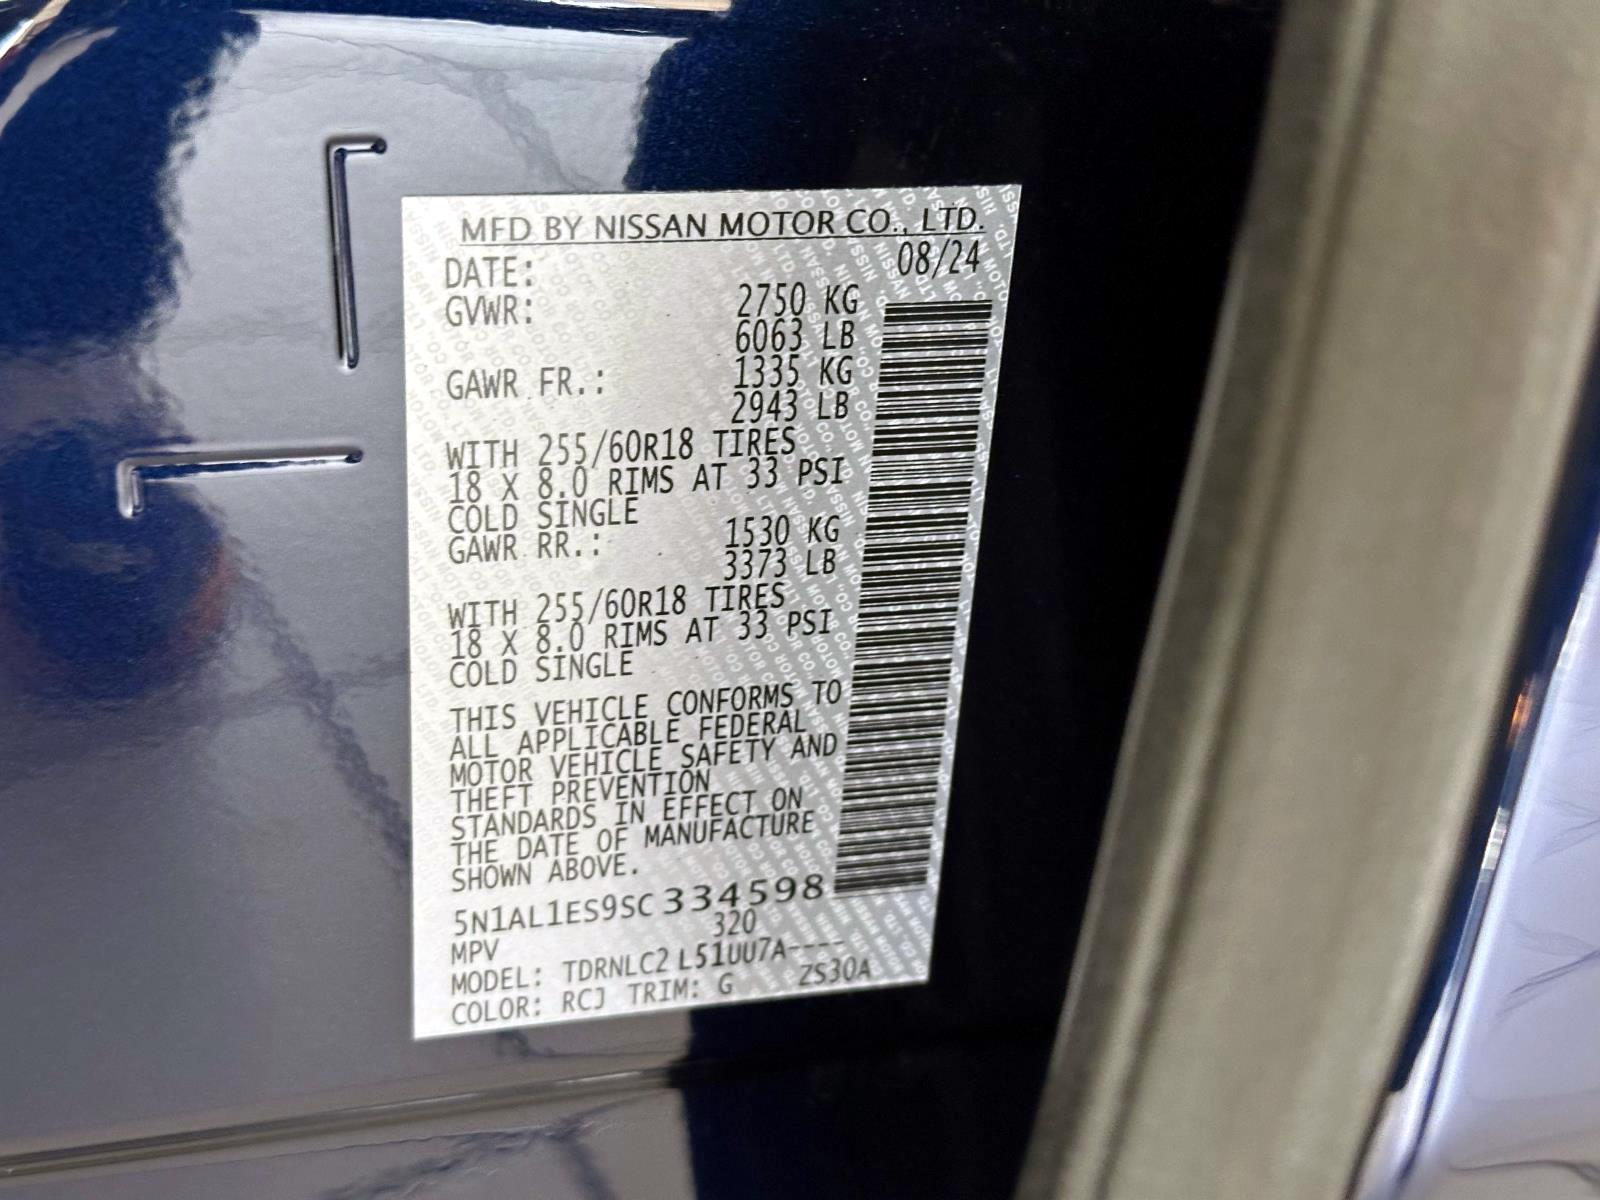 MFD BY NISSAN MOTOR CO., LTD.
DATE: 08/24
GVWR: 2750 KG
6063 LB
GAWR FR.: 1335 KG
2943 LB
WITH 255/60R18 TIRES
18 X 8.0 RIMS AT 33 PSI
COLD SINGLE
GAWR RR.: 1530 KG
3373 LB
WITH 255/60R18 TIRES
18 X 8.0 RIMS AT 33 PSI
COLD SINGLE
THIS VEHICLE CONFORMS TO
ALL APPLICABLE FEDERAL
MOTOR VEHICLE SAFETY AND
THEFT PREVENTION
STANDARDS IN EFFECT ON
THE DATE OF MANUFACTURE
SHOWN ABOVE.
5N1AL1ES9SC334598
MPV 320
MODEL: TDRNLC2 L51UU7A----
COLOR: RCJ TRIM: G ZS30A